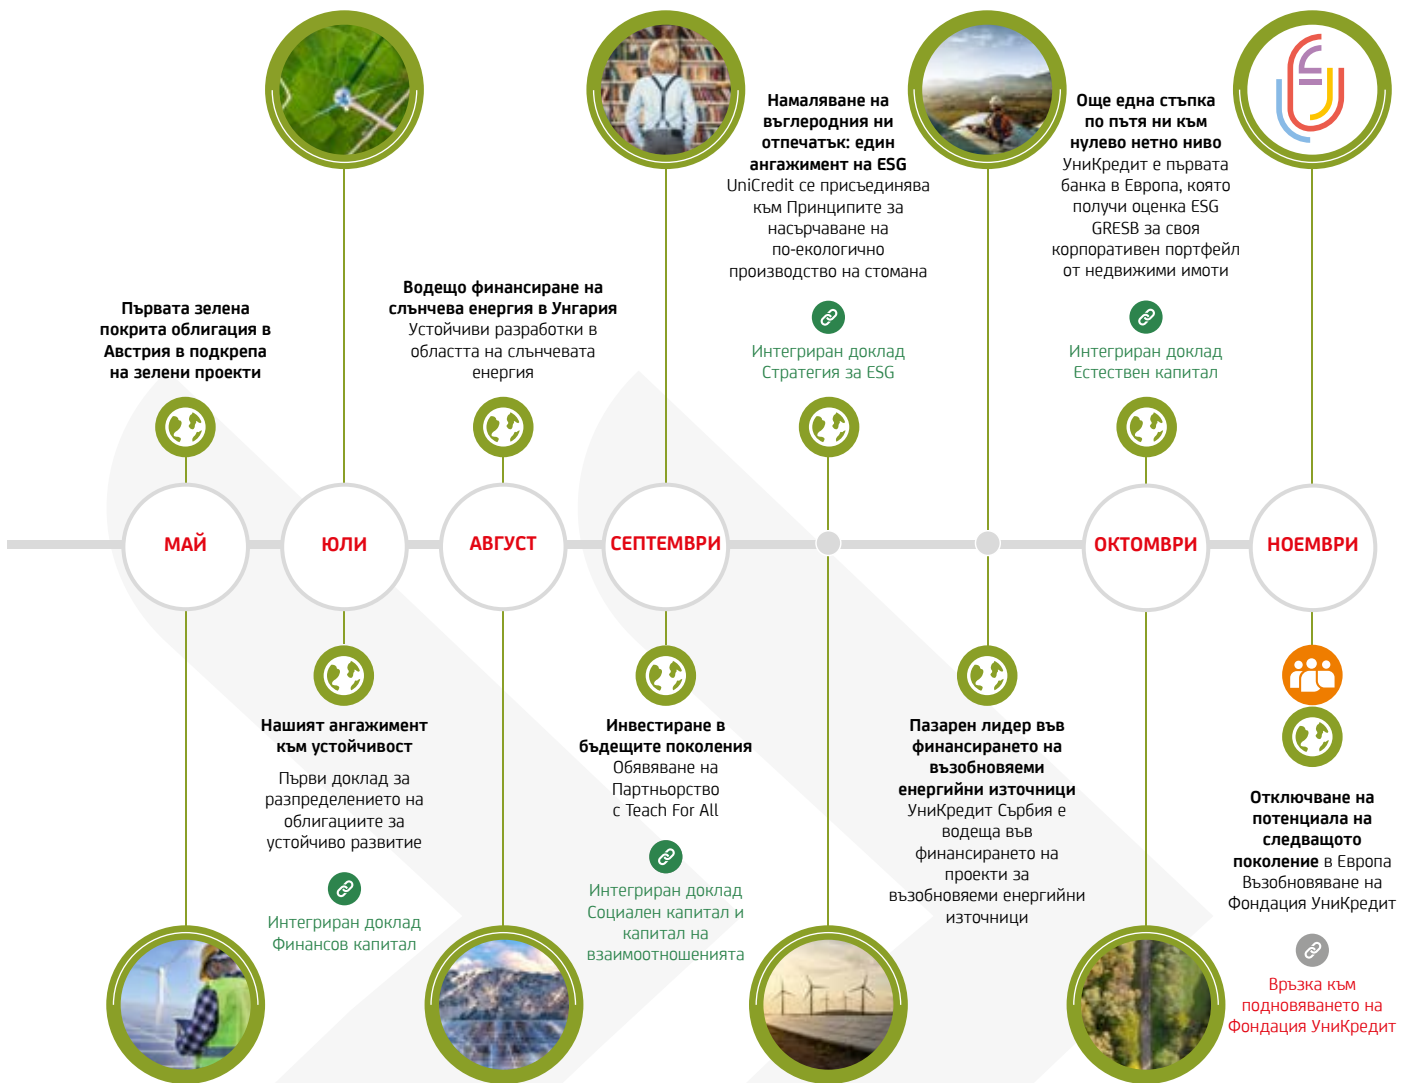 Първата зелена
покрита облигация в
Австрия в подкрепа
на зелени проекти
МАЙ
ЮЛИ
Нашият ангажимент
към устойчивост
Първи доклад за
разпределението на
облигациите за
устойчиво развитие
Интегриран доклад
Финансов капитал
Водещо финансиране на
слънчева енергия в Унгария
Устойчиви разработки в
областта на слънчевата
енергия
АВГУСТ
СЕПТЕМВРИ
Инвестиране в
бъдещите поколения
Обявяване на
Партньорство
с Teach For All
Интегриран доклад
Социален капитал и
капитал на
взаимоотношенията
Намаляване на
въглеродния ни
отпечатък: един
ангажимент на ESG
UniCredit се присъединява
към Принципите за
насърчаване на
по-екологично
производство на стомана
Интегриран доклад
Стратегия за ESG
Пазарен лидер във
финансирането на
възобновяеми
енергийни източници
УниКредит Сърбия е
водеща във
финансирането на
проекти за
възобновяеми енергийни
източници
Още една стъпка
по пътя ни към
нулево нетно ниво
УниКредит е първата
банка в Европа, която
получи оценка ESG
GRESB за своя
корпоративен портфейл
от недвижими имоти
Интегриран доклад
Естествен капитал
ОКТОМВРИ
НОЕМВРИ
Отключване на
потенциала на
следващото
поколение в Европа
Възобновяване на
Фондация УниКредит
Връзка към
подновяването на
Фондация УниКредит